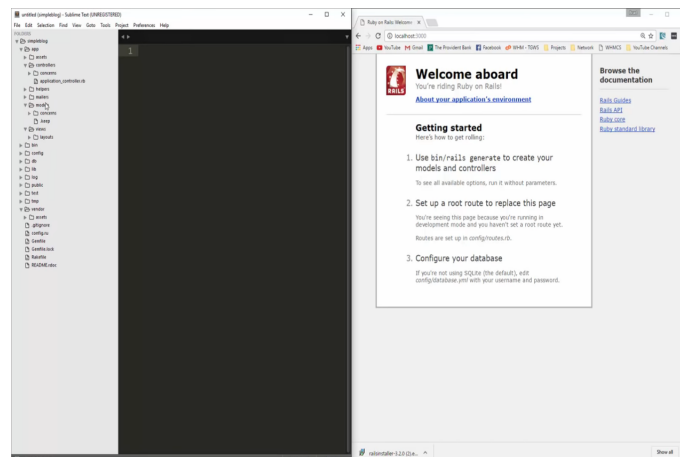 untitled (simpleblog) - Sublime Text (UNREGISTERED)
File Edit Selection Find View Goto Tools Project Preferences Help
FOLDERS
simpleblog
app
assets
controllers
concerns
application_controller.rb
helpers
mailers
models
concerns
.keep
views
layouts
bin
config
db
lib
log
public
test
tmp
vendor
assets
.gitignore
config.ru
Gemfile
Gemfile.lock
Rakefile
README.rdoc
1
Ruby on Rails: Welcome
localhost:3000
Apps YouTube Gmail The Provident Bank Facebook WHM - TGWS Projects Network WHMCS YouTube Channels
RAILS
Welcome aboard
You're riding Ruby on Rails!
About your application's environment
Getting started
Here's how to get rolling:
1. Use bin/rails generate to create your
models and controllers
To see all available options, run it without parameters.
2. Set up a root route to replace this page
You're seeing this page because you're running in
development mode and you haven't set a root route yet.
Routes are set up in config/routes.rb.
3. Configure your database
If you're not using SQLite (the default), edit
config/database.yml with your username and password.
Browse the
documentation
Rails Guides
Rails API
Ruby core
Ruby standard library
railsinstaller-3.2.0 (2).e...
Show all